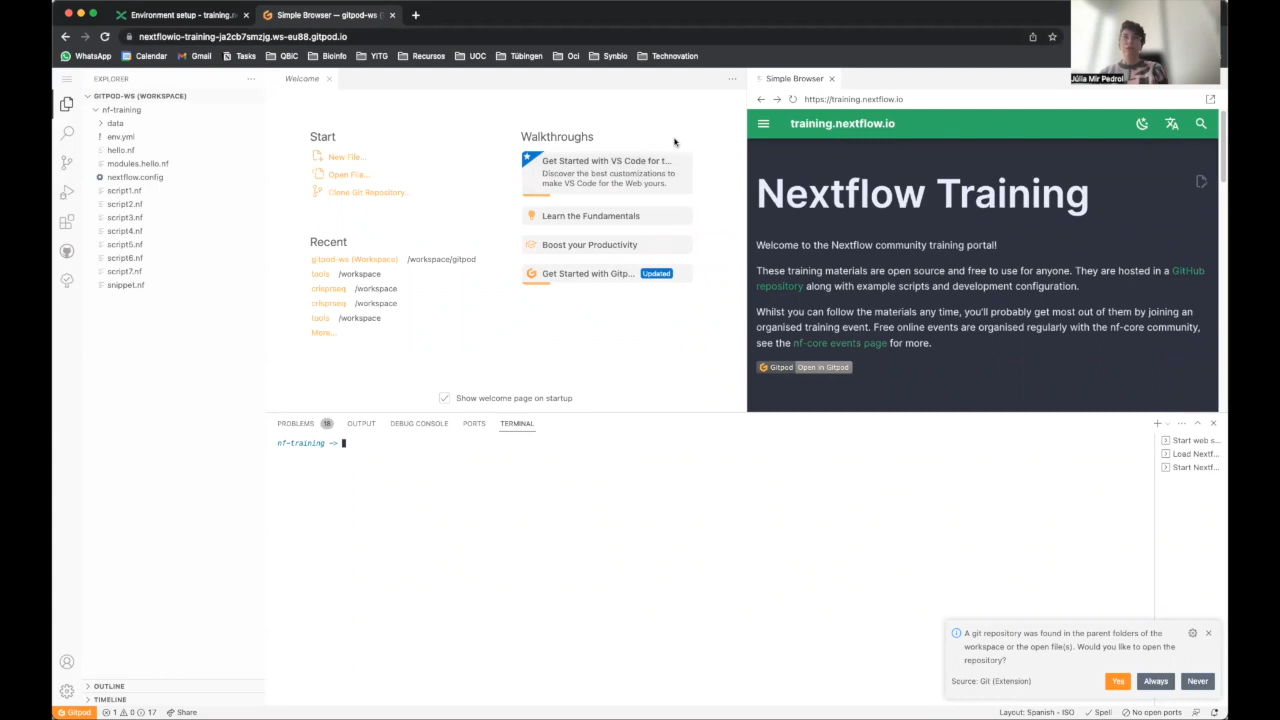 Environment setup - training.n
Simple Browser — gitpod-ws (
nextflowio-training-ja2cb7smzjg.ws-eu88.gitpod.io
WhatsApp
Calendar
Gmail
Tasks
QBIC
Bioinfo
YITG
Recursos
UOC
Tübingen
Oci
Synbio
Technovation
Júlia Mir Pedrol
EXPLORER
GITPOD-WS (WORKSPACE)
nf-training
data
env.yml
hello.nf
modules.hello.nf
nextflow.config
script1.nf
script2.nf
script3.nf
script4.nf
script5.nf
script6.nf
script7.nf
snippet.nf
OUTLINE
TIMELINE
Welcome
Start
New File...
Open File...
Clone Git Repository...
Recent
gitpod-ws (Workspace) /workspace/gitpod
tools /workspace
crisprseq /workspace
crisprseq /workspace
tools /workspace
More...
Walkthroughs
Get Started with VS Code for t...
Discover the best customizations to
make VS Code for the Web yours.
Learn the Fundamentals
Boost your Productivity
Get Started with Gitp... Updated
Show welcome page on startup
Simple Browser
https://training.nextflow.io
training.nextflow.io
Nextflow Training
Welcome to the Nextflow community training portal!
These training materials are open source and free to use for anyone. They are hosted in a GitHub
repository along with example scripts and development configuration.
Whilst you can follow the materials any time, you'll probably get most out of them by joining an
organised training event. Free online events are organised regularly with the nf-core community,
see the nf-core events page for more.
Gitpod Open in Gitpod
PROBLEMS 18 OUTPUT DEBUG CONSOLE PORTS TERMINAL
nf-training ~>
Start web s...
Load Nextf...
Start Nextf...
A git repository was found in the parent folders of the
workspace or the open file(s). Would you like to open the
repository?
Source: Git (Extension)
Yes Always Never
Gitpod 1 0 17 Share
Layout: Spanish - ISO Spell No open ports